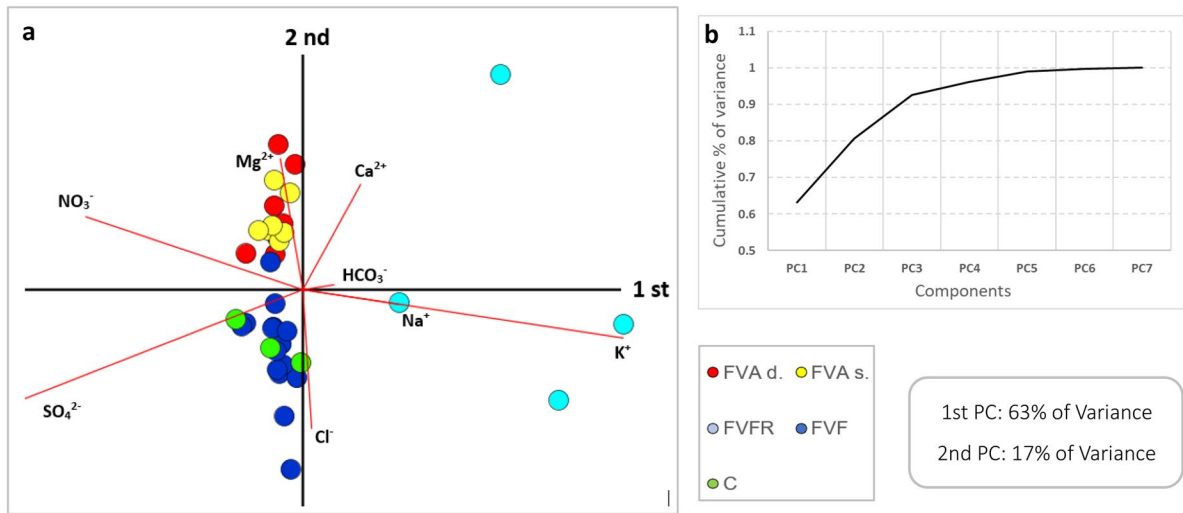 a
2 nd
Mg²⁺
Ca²⁺
NO₃⁻
HCO₃⁻
1 st
Na⁺
K⁺
SO₄²⁻
Cl⁻
b
Cumulative % of variance
1.1
1
0.9
0.8
0.7
0.6
0.5
PC1 PC2 PC3 PC4 PC5 PC6 PC7
Components
FVA d. FVA s.
FVFR FVF
C
1st PC: 63% of Variance
2nd PC: 17% of Variance